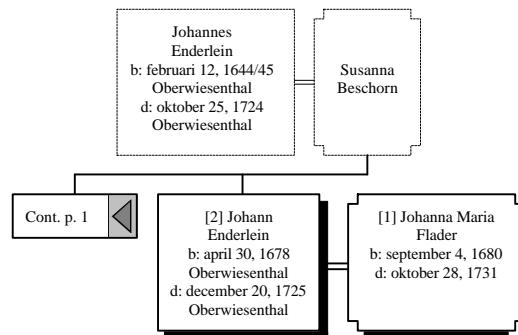 Johannes
Enderlein
b: februari 12, 1644/45
Oberwiesenthal
d: oktober 25, 1724
Oberwiesenthal
Susanna
Beschorn
Cont. p. 1
[2] Johann
Enderlein
b: april 30, 1678
Oberwiesenthal
d: december 20, 1725
Oberwiesenthal
[1] Johanna Maria
Flader
b: september 4, 1680
d: oktober 28, 1731